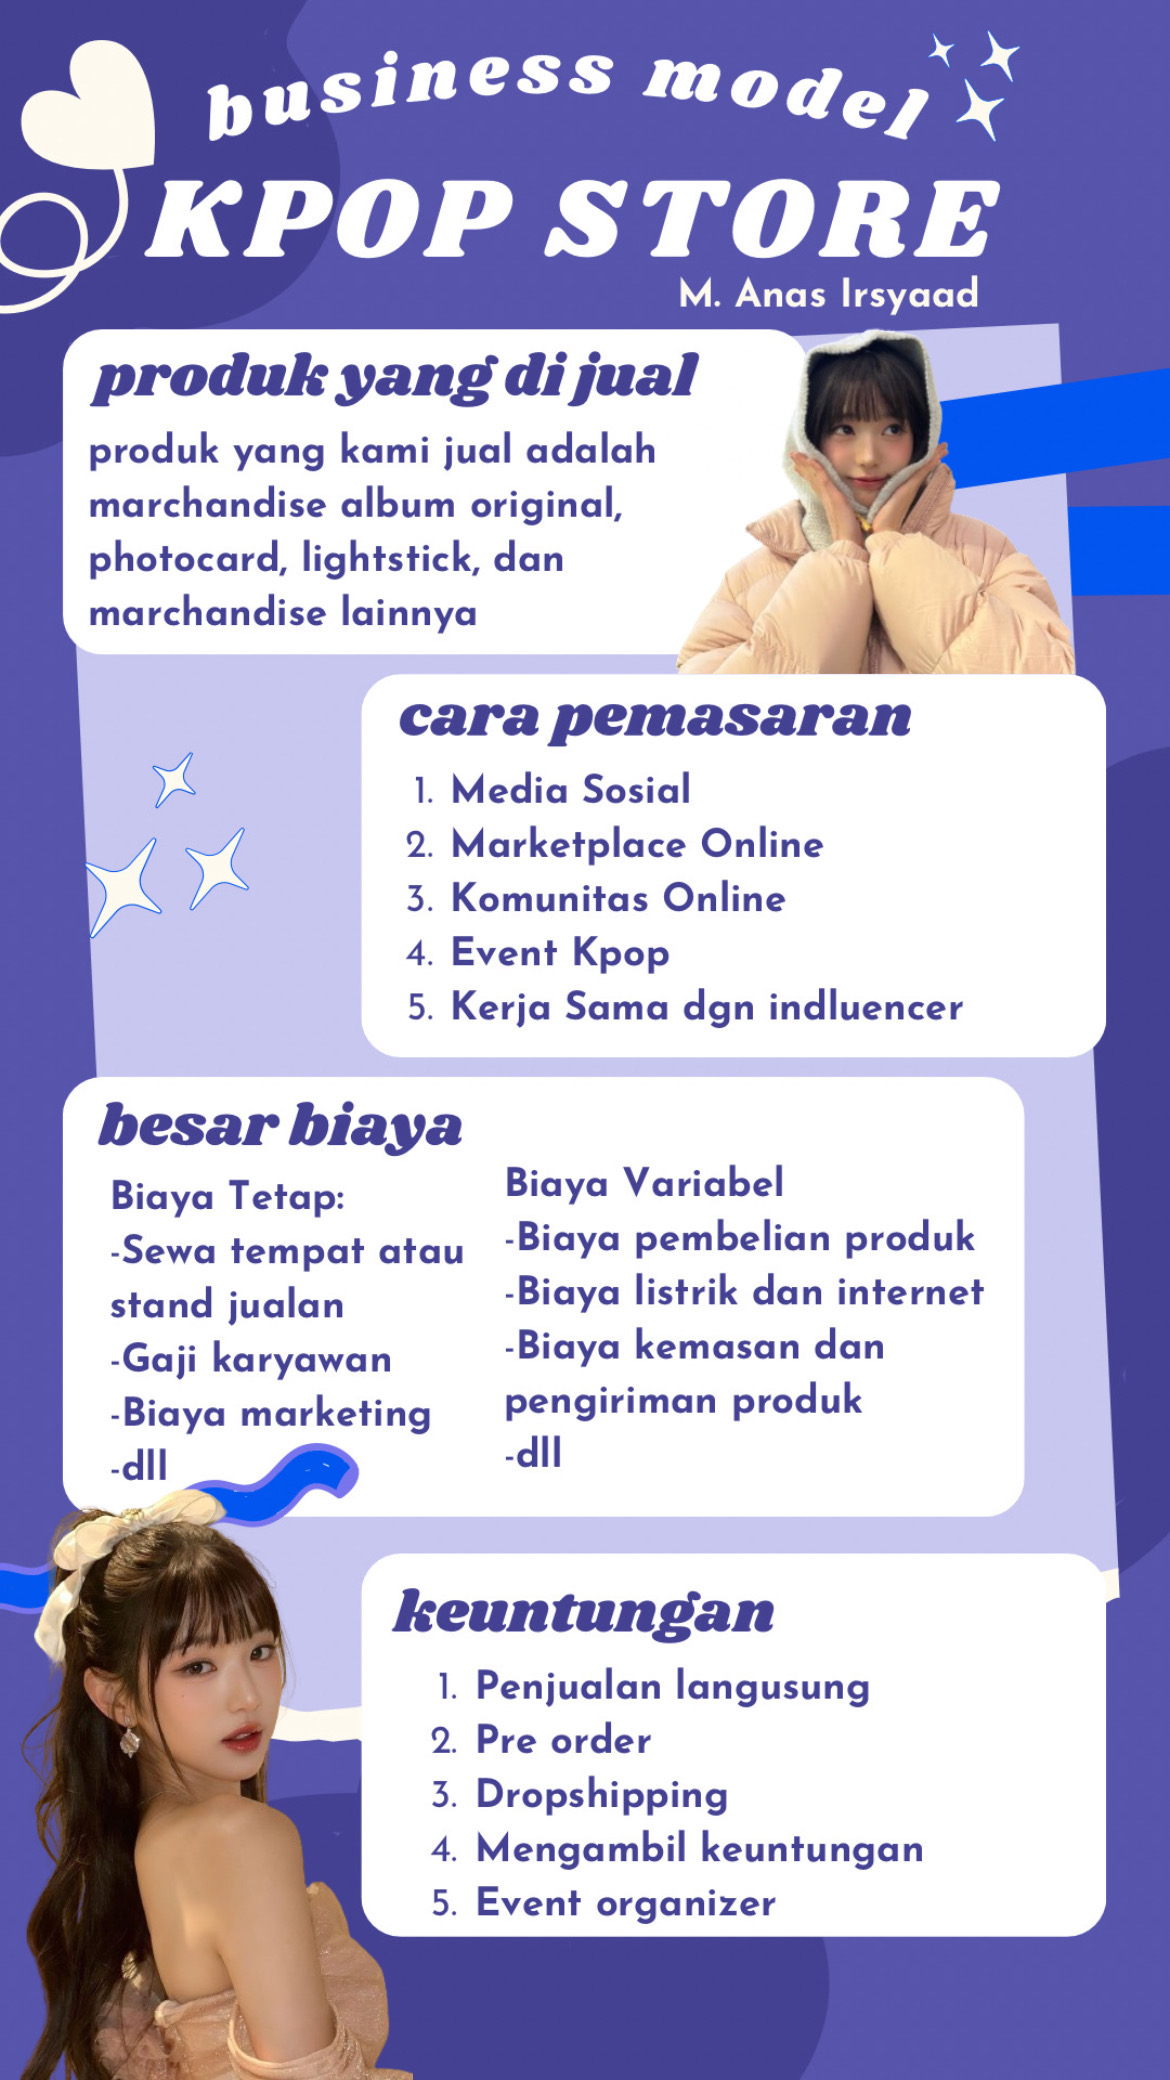 business model
KPOP STORE
M. Anas Irsyaad
produk yang di jual
produk yang kami jual adalah
marchandise album original,
photocard, lightstick, dan
marchandise lainnya
cara pemasaran
1. Media Sosial
2. Marketplace Online
3. Komunitas Online
4. Event Kpop
5. Kerja Sama dgn indluencer
besar biaya
Biaya Tetap:
-Sewa tempat atau
stand jualan
-Gaji karyawan
-Biaya marketing
-dll
Biaya Variabel
-Biaya pembelian produk
-Biaya listrik dan internet
-Biaya kemasan dan
pengiriman produk
-dll
keuntungan
1. Penjualan langusung
2. Pre order
3. Dropshipping
4. Mengambil keuntungan
5. Event organizer